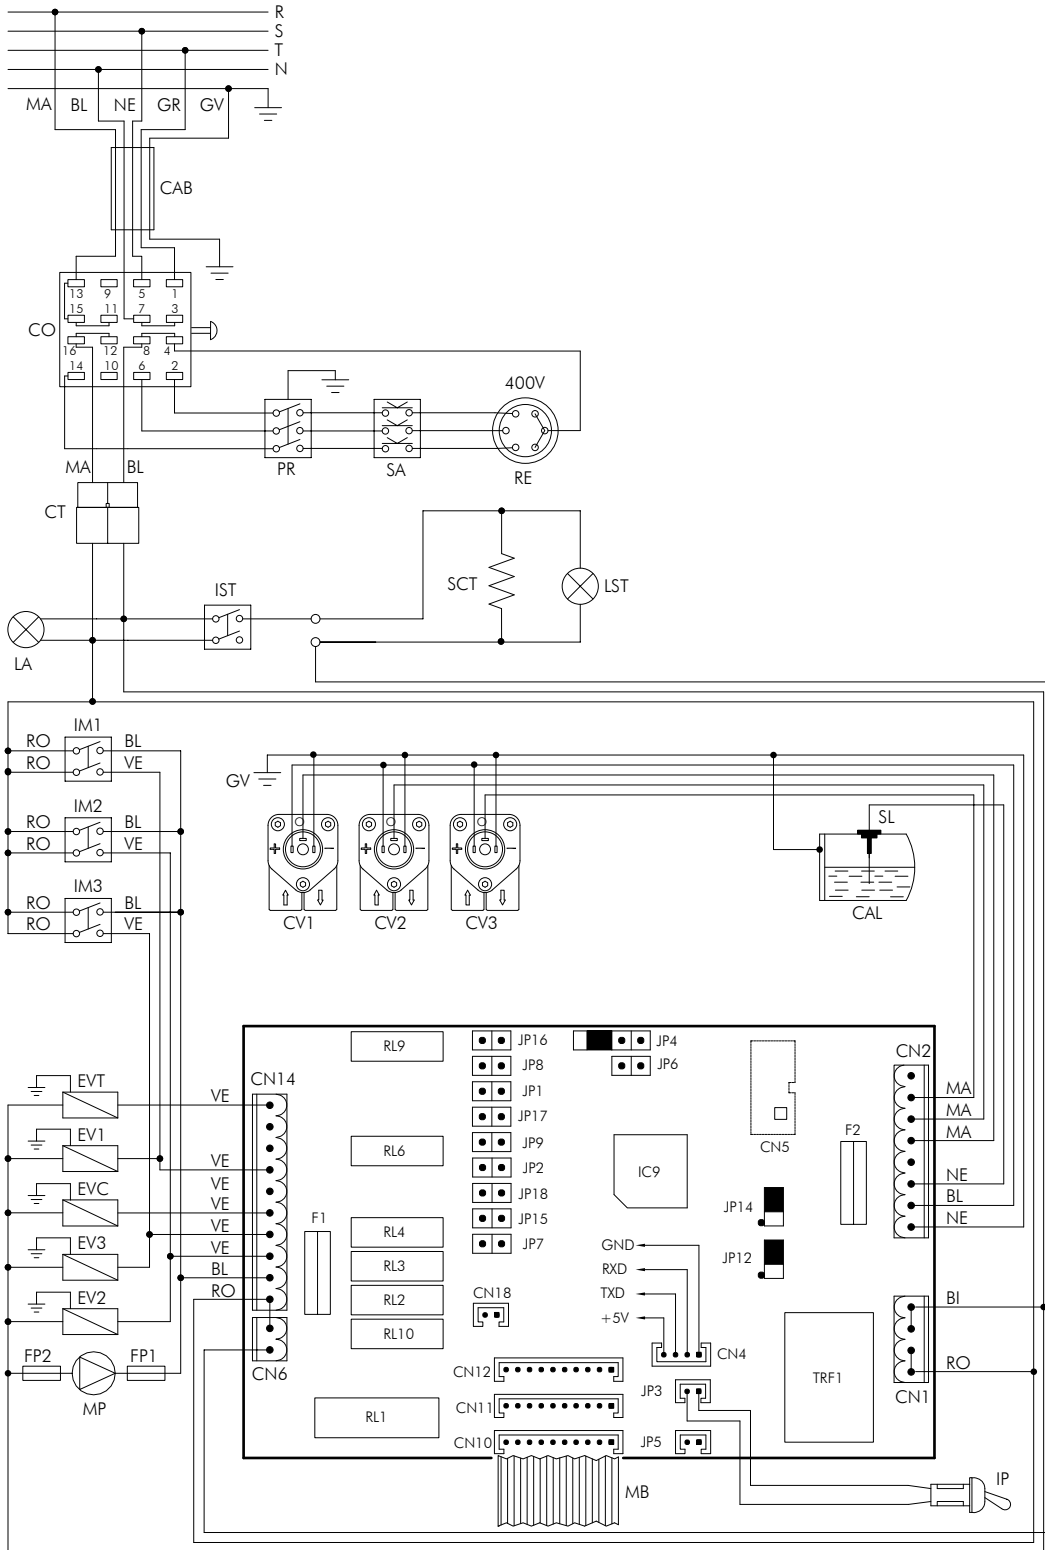 R
S
T
N
MA BL NE GR GV
CAB
13 9 5 1
15 11 7 3
CO
16 12 8 4
14 10 6 2
400V
PR SA RE
MA BL
CT
IST
SCT
LST
LA
IM1
RO BL
RO VE
IM2
RO BL
RO VE
IM3
RO BL
RO VE
GV
+ - + - + -
CV1 CV2 CV3
SL
CAL
EVT VE
EV1
VE
EVC VE
VE
EV3 VE
VE
BL
EV2 RO
FP2 FP1
MP
CN14
F1
CN6
RL9
RL6
RL4
RL3
RL2
RL10
RL1
JP16
JP8
JP1
JP17
JP9
JP2
JP18
JP15
JP7
JP4
JP6
CN5
IC9
F2
CN2
MA
MA
MA
NE
BL
NE
JP14
JP12
GND
RXD
TXD
+5V
CN18
CN4
CN12
CN11
CN10
JP3
JP5
TRF1
BI
RO
CN1
MB
IP